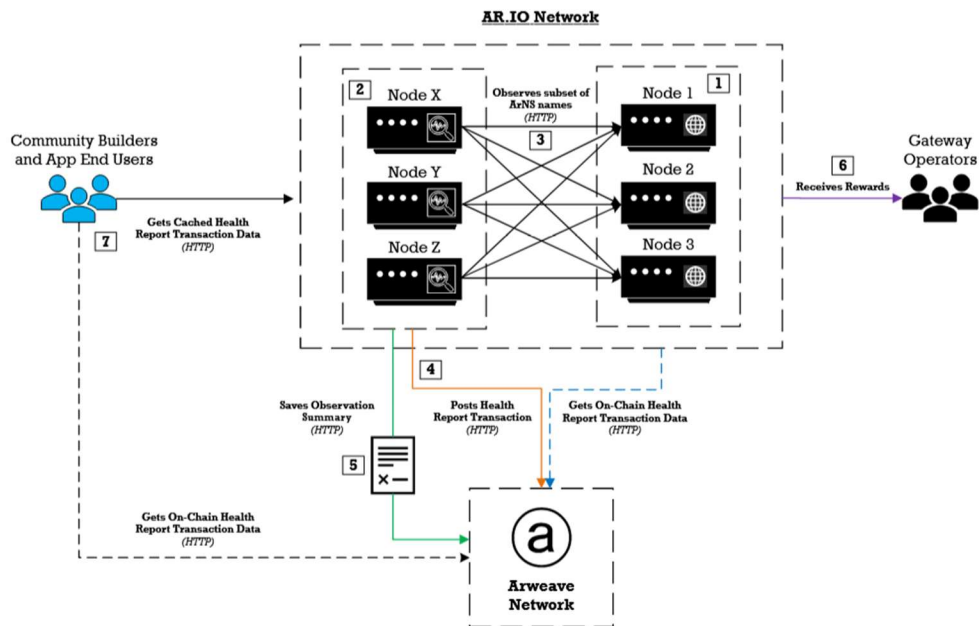 AR.IO Network
2
1
Node X
Node Y
Node Z
Observes subset of
ArNS names
(HTTP)
3
Node 1
Node 2
Node 3
Community Builders
and App End Users
7
Gets Cached Health
Report Transaction Data
(HTTP)
6
Receives Rewards
Gateway
Operators
4
Saves Observation
Summary
(HTTP)
Posts Health
Report Transaction
(HTTP)
Gets On-Chain Health
Report Transaction Data
(HTTP)
5
Gets On-Chain Health
Report Transaction Data
(HTTP)
a
Arweave
Network